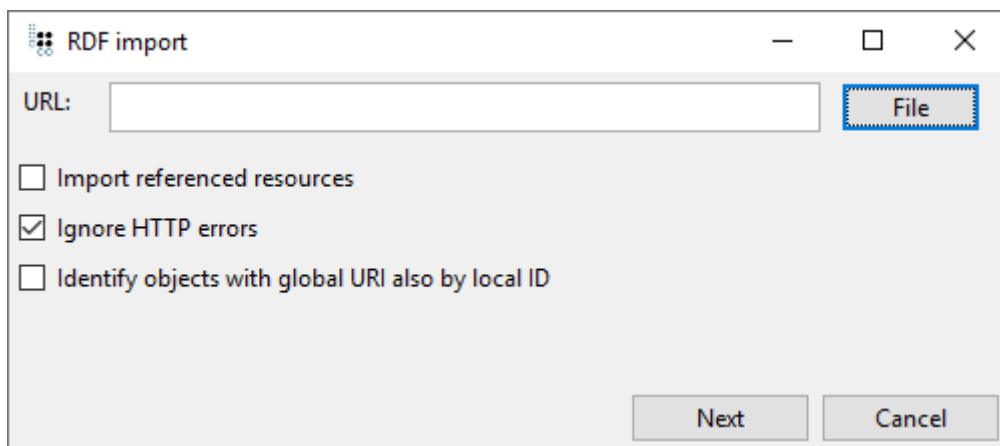 RDF import
URL: File
Import referenced resources
Ignore HTTP errors
Identify objects with global URI also by local ID
Next Cancel